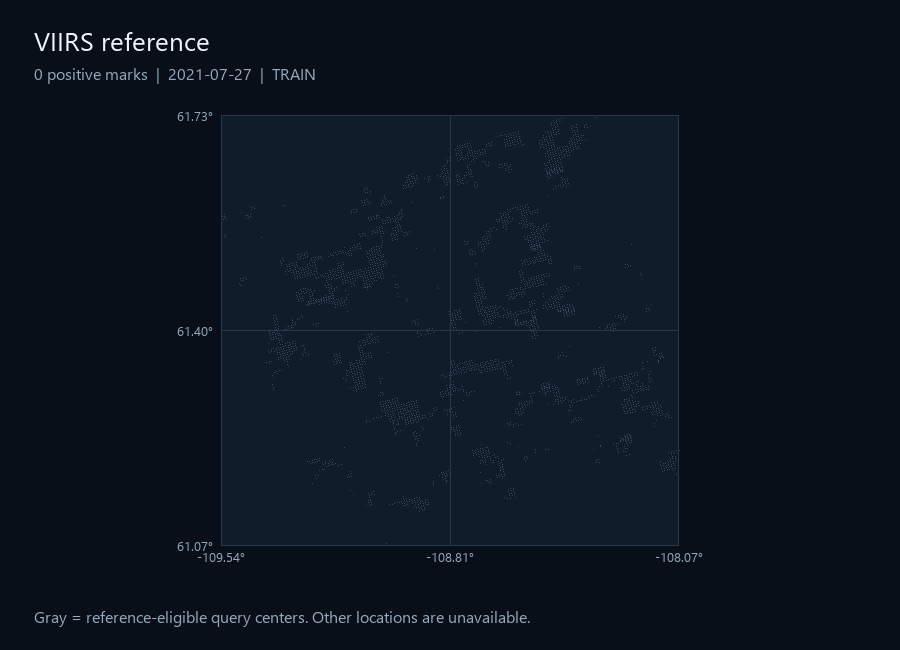 VIIRS reference
0 positive marks | 2021-07-27 | TRAIN
61.73°
61.40°
61.07°
-109.54°
-108.81°
-108.07°
Gray = reference-eligible query centers. Other locations are unavailable.